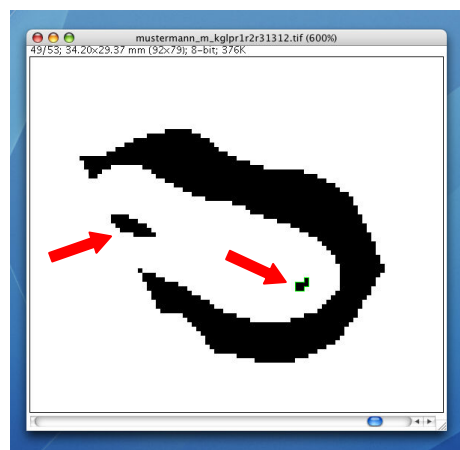 mustermann_m_kglpr1r2r31312.tif (600%)
49/53; 34.20x29.37 mm (92x79); 8-bit; 376K